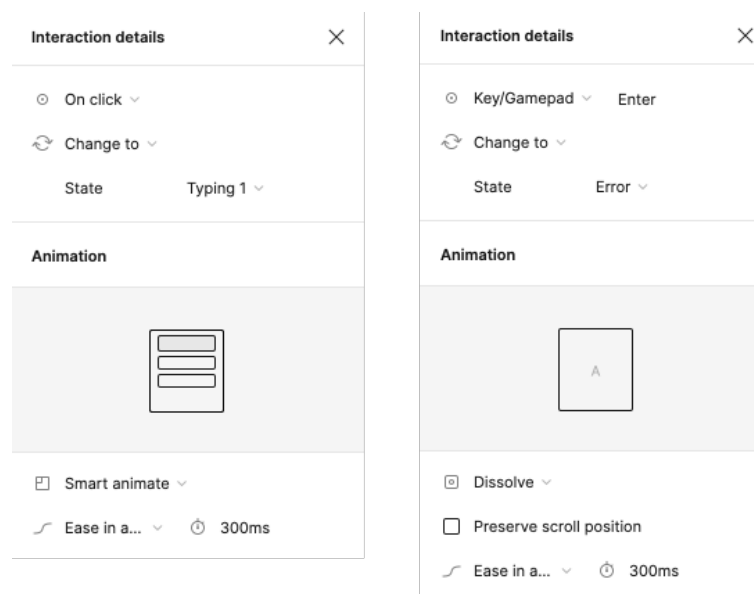 Interaction details
On click
Change to
State Typing 1
Animation
Smart animate
Ease in a... 300ms
Interaction details
Key/Gamepad Enter
Change to
State Error
Animation
A
Dissolve
Preserve scroll position
Ease in a... 300ms